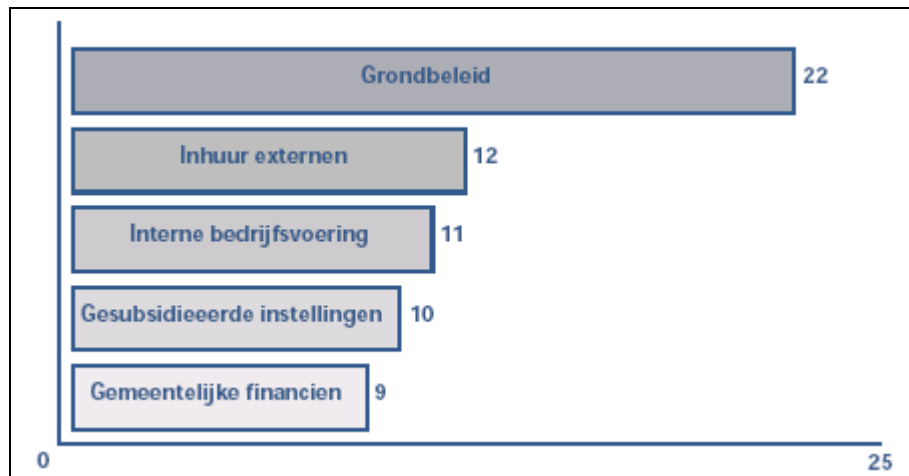 Grondbeleid 22
Inhuur externen 12
Interne bedrijfsvoering 11
Gesubsidieeerde instellingen 10
Gemeentelijke financien 9
0 25